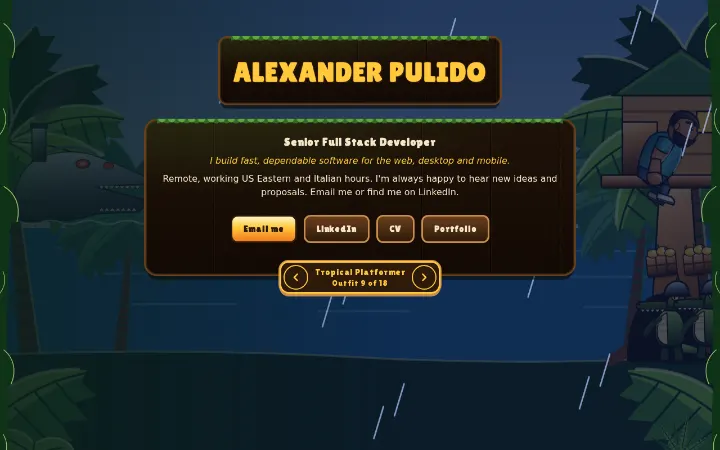 ALEXANDER PULIDO
Senior Full Stack Developer
I build fast, dependable software for the web, desktop and mobile.
Remote, working US Eastern and Italian hours. I'm always happy to hear new ideas and
proposals. Email me or find me on LinkedIn.
Email me LinkedIn CV Portfolio
Tropical Platformer
Outfit 9 of 18